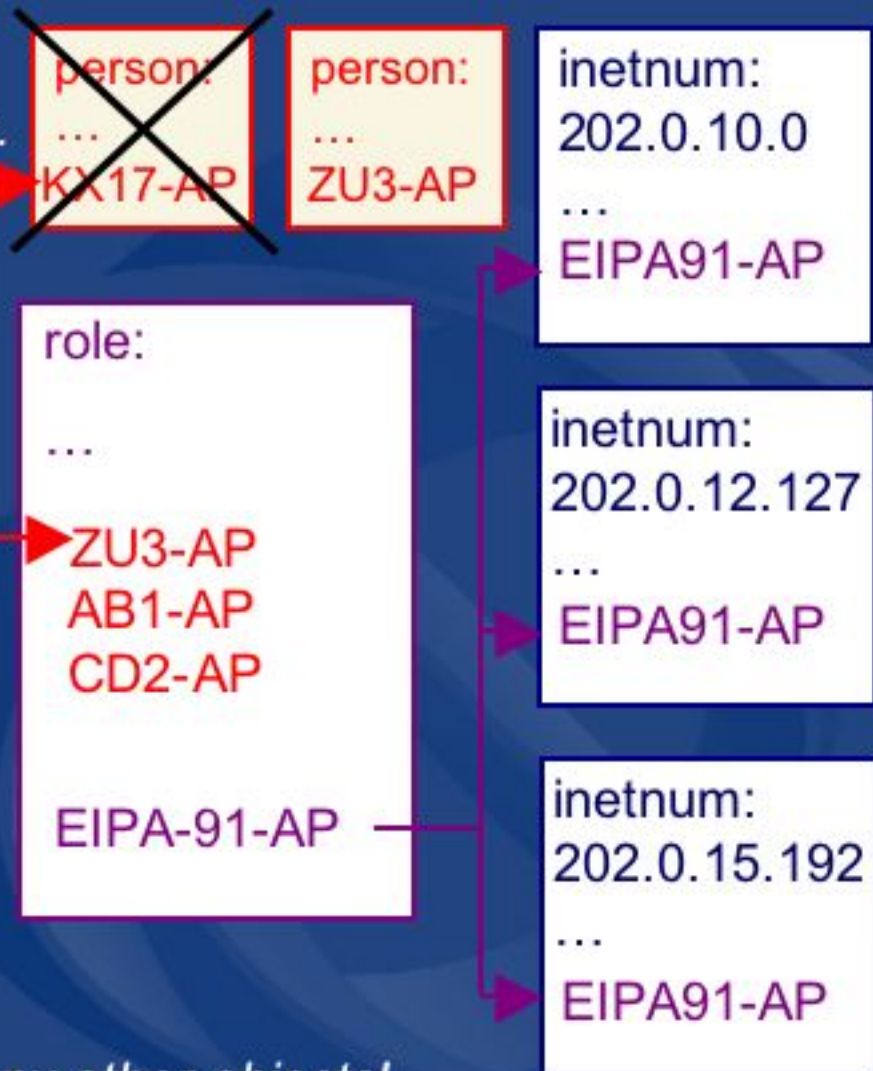 person:
...
KX17-AP
person:
...
ZU3-AP
inetnum:
202.0.10.0
...
EIPA91-AP
role:
...
ZU3-AP
AB1-AP
CD2-AP
EIPA-91-AP
inetnum:
202.0.12.127
...
EIPA91-AP
inetnum:
202.0.15.192
...
EIPA91-AP